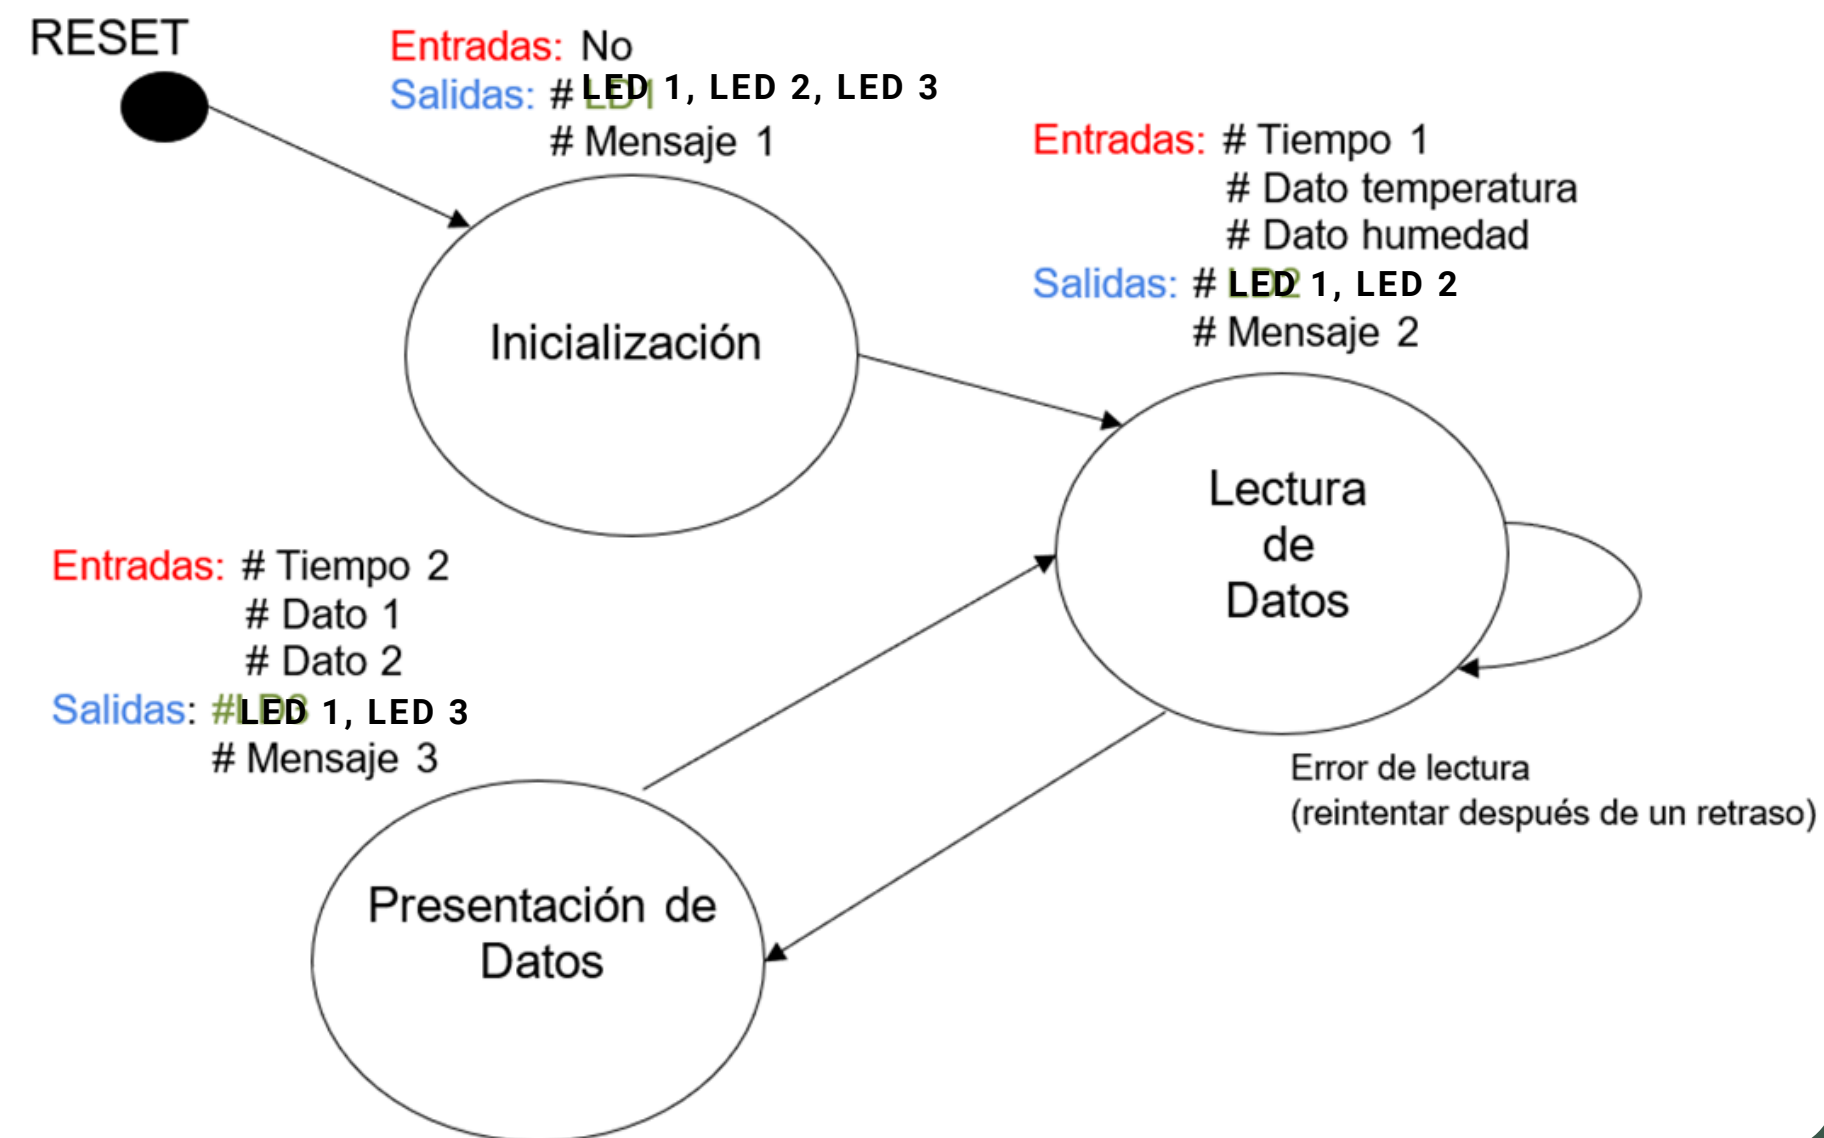 RESET
Entradas: No
Salidas: # LED 1, LED 2, LED 3
# Mensaje 1
Inicialización
Entradas: # Tiempo 1
# Dato temperatura
# Dato humedad
Salidas: # LED 1, LED 2
# Mensaje 2
Lectura
de
Datos
Error de lectura
(reintentar después de un retraso)
Entradas: # Tiempo 2
# Dato 1
# Dato 2
Salidas: #LED 1, LED 3
# Mensaje 3
Presentación de
Datos